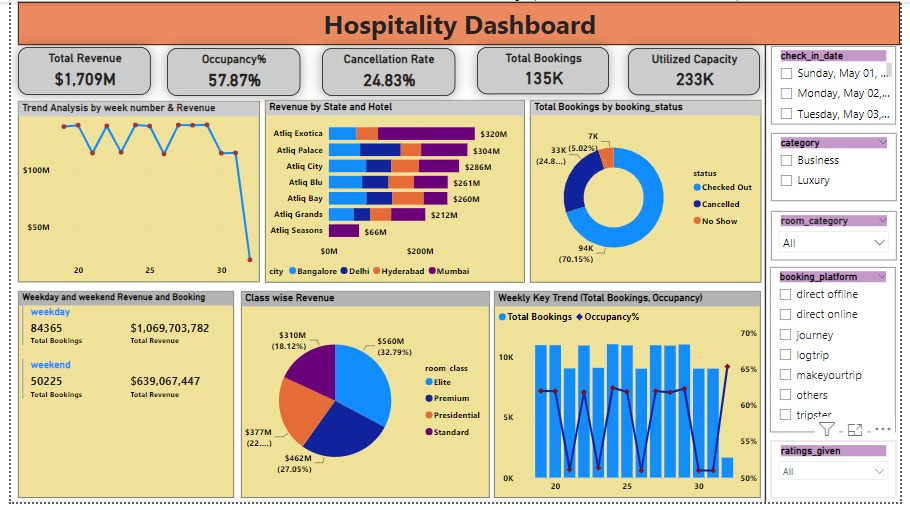 Hospitality Dashboard
Total Revenue
$1,709M
Occupancy%
57.87%
Cancellation Rate
24.83%
Total Bookings
135K
Utilized Capacity
233K
Trend Analysis by week number & Revenue
$100M
$50M
20
25
30
Revenue by State and Hotel
Atliq Exotica
$320M
Atliq Palace
$304M
Atliq City
$286M
Atliq Blu
$261M
Atliq Bay
$260M
Atliq Grands
$212M
Atliq Seasons
$66M
$0M
$200M
city
Bangalore
Delhi
Hyderabad
Mumbai
Total Bookings by booking_status
7K
(5.02%)
33K
(24.8...)
94K
(70.15%)
status
Checked Out
Cancelled
No Show
Weekday and weekend Revenue and Booking
weekday
84365
$1,069,703,782
Total Bookings
Total Revenue
weekend
50225
$639,067,447
Total Bookings
Total Revenue
Class wise Revenue
$310M
(18.12%)
$560M
(32.79%)
$377M
(22....)
$462M
(27.05%)
room_class
Elite
Premium
Presidential
Standard
Weekly Key Trend (Total Bookings, Occupancy)
Total Bookings
Occupancy%
10K
5K
0K
70%
65%
60%
55%
50%
20
25
30
check_in_date
Sunday, May 01, ...
Monday, May 02,...
Tuesday, May 03,...
category
Business
Luxury
room_category
All
booking_platform
direct offline
direct online
journey
logtrip
makeyourtrip
others
tripster
ratings_given
All